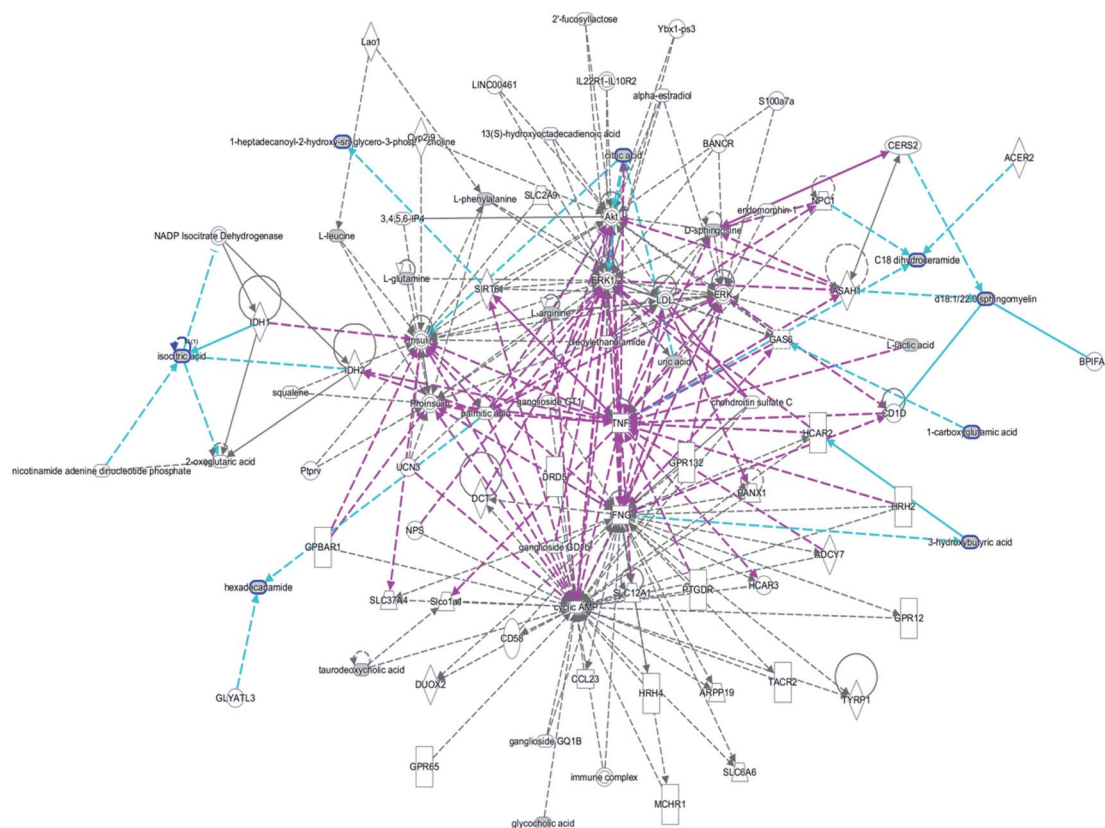 2'-fucosyllactose
Ybx1-ps3
Lao1
LINC00461
IL22R1-IL10R2
alpha-estradiol
S100a7a
13(S)-hydroxyoctadecadienoic acid
Cyp2j9
1-heptadecanoyl-2-hydroxy-sn-glycero-3-phosphocholine
citric acid
BANCR
CERS2
ACER2
L-phenylalanine
SLC2A9
NPC1
3,4,5,6-IP4
Akt
endomorphin-1
D-sphingosine
L-leucine
NADP Isocitrate Dehydrogenase
C18 dihydroceramide
L-glutamine
SIRT6
ERK1/2
LDL
ERK
ASAH1
d18:1/22:0 sphingomyelin
L-arginine
IDH1
Insulin
oleylethanolamide
GAS6
L-lactic acid
isocitric acid
uric acid
BPIFA
IDH2
squalene
Proinsulin
palmitic acid
ganglioside GT1
chondroitin sulfate C
TNF
CD1D
HCAR2
1-carboxyglutamic acid
2-oxoglutaric acid
nicotinamide adenine dinucleotide phosphate
Ptprv
UCN3
DRD5
GPR132
DCT
PANX1
HRH2
IFNG
NPS
GPBAR1
ganglioside GD1b
ADCY7
3-hydroxybutyric acid
hexadecanamide
SLC37A4
Slco1a4
cyclic AMP
SLC12A1
PTGDR
HCAR3
GPR12
CD58
taurodeoxycholic acid
DUOX2
CCL23
HRH4
ARPP19
TACR2
TYRP1
GLYATL3
ganglioside GQ1B
GPR65
immune complex
SLC6A6
MCHR1
glycocholic acid